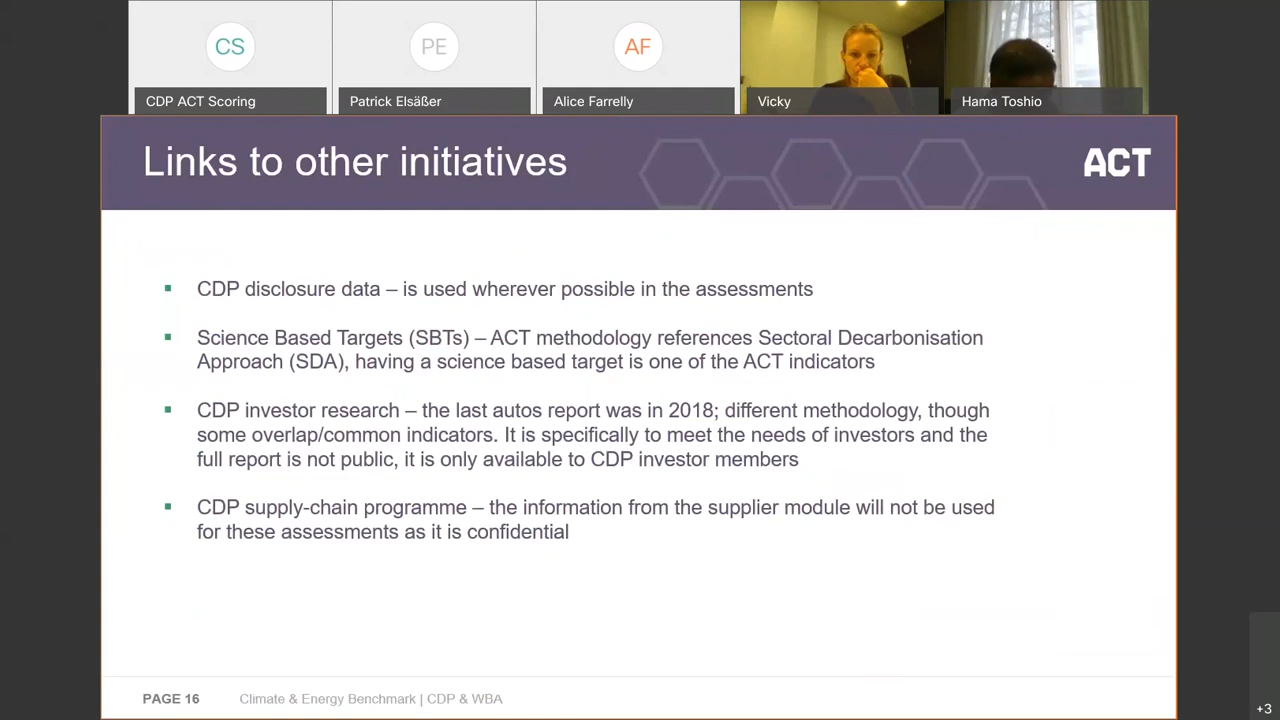 CS
PE
AF
CDP ACT Scoring
Patrick Elsäßer
Alice Farrelly
Vicky
Hama Toshio
Links to other initiatives
ACT
▪ CDP disclosure data – is used wherever possible in the assessments
▪ Science Based Targets (SBTs) – ACT methodology references Sectoral Decarbonisation
Approach (SDA), having a science based target is one of the ACT indicators
▪ CDP investor research – the last autos report was in 2018; different methodology, though
some overlap/common indicators. It is specifically to meet the needs of investors and the
full report is not public, it is only available to CDP investor members
▪ CDP supply-chain programme – the information from the supplier module will not be used
for these assessments as it is confidential
PAGE 16
Climate & Energy Benchmark | CDP & WBA
+3